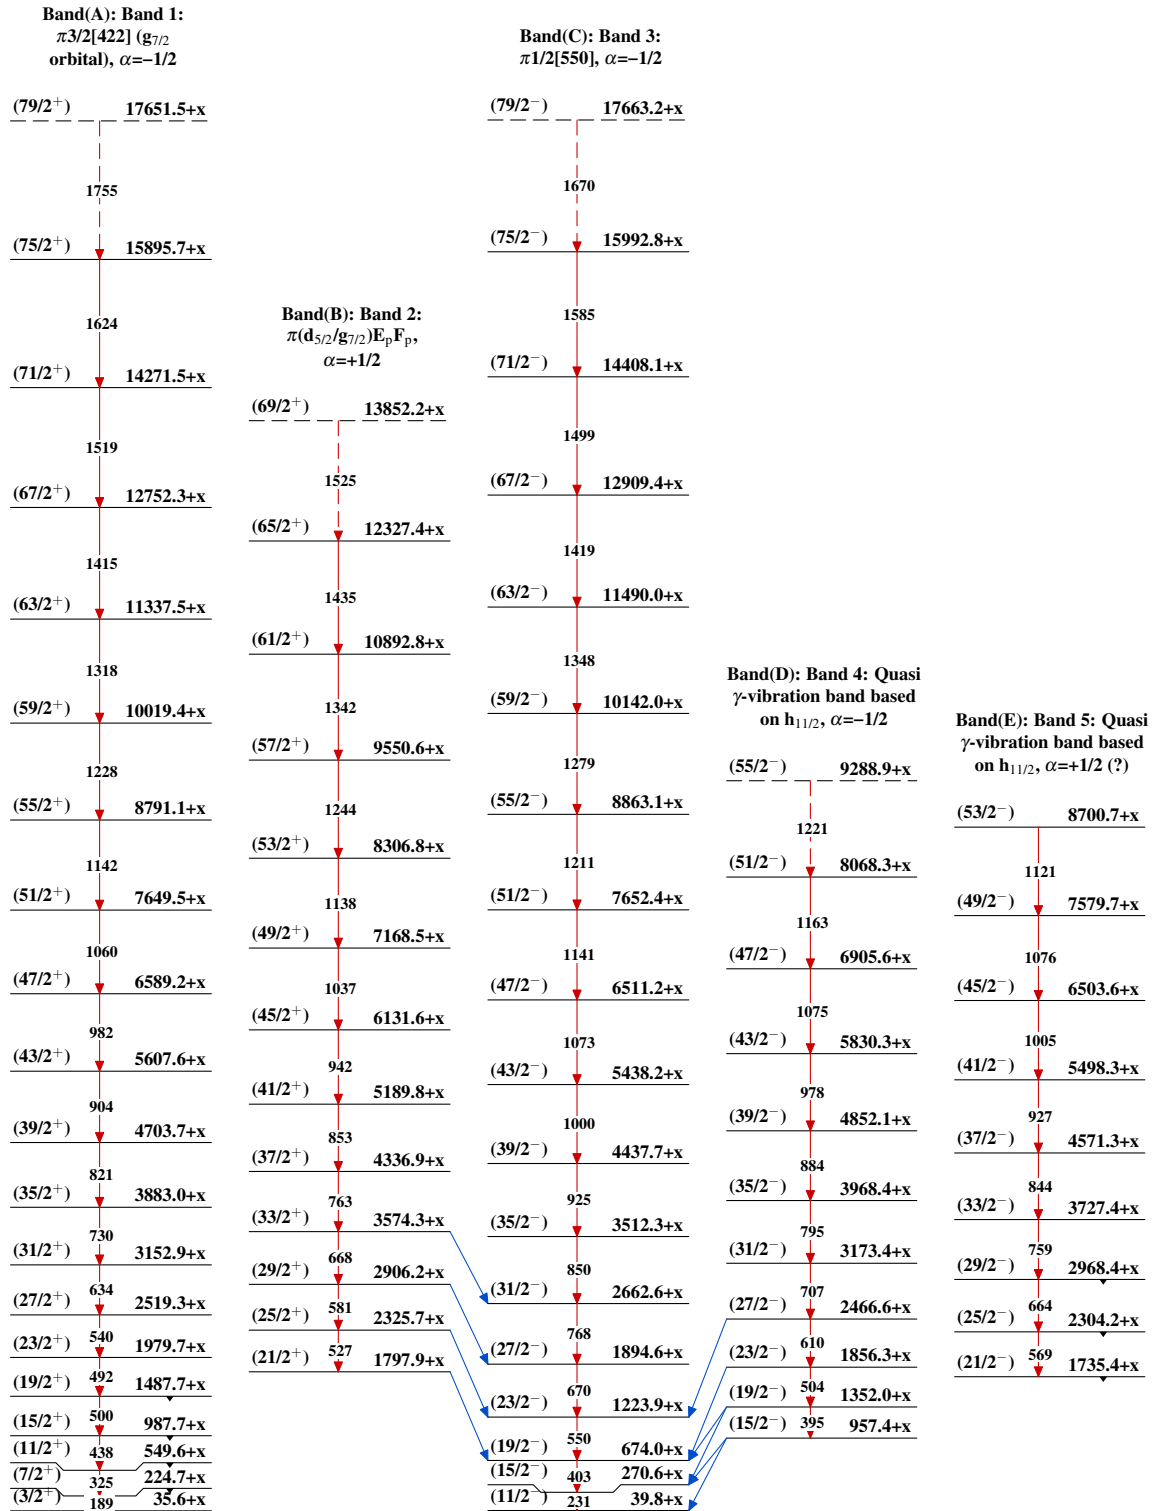 Band(A): Band 1:
π3/2[422] (g7/2
orbital), α=−1/2
(79/2+) 17651.5+x
1755
(75/2+) 15895.7+x
1624
(71/2+) 14271.5+x
1519
(67/2+) 12752.3+x
1415
(63/2+) 11337.5+x
1318
(59/2+) 10019.4+x
1228
(55/2+) 8791.1+x
1142
(51/2+) 7649.5+x
1060
(47/2+) 6589.2+x
982
(43/2+) 5607.6+x
904
(39/2+) 4703.7+x
821
(35/2+) 3883.0+x
730
(31/2+) 3152.9+x
634
(27/2+) 2519.3+x
540
(23/2+) 1979.7+x
492
(19/2+) 1487.7+x
500
(15/2+) 987.7+x
438
(11/2+) 549.6+x
325
(7/2+) 224.7+x
189
(3/2+) 35.6+x
Band(B): Band 2:
π(d5/2/g7/2)EpFp,
α=+1/2
(69/2+) 13852.2+x
1525
(65/2+) 12327.4+x
1435
(61/2+) 10892.8+x
1342
(57/2+) 9550.6+x
1244
(53/2+) 8306.8+x
1138
(49/2+) 7168.5+x
1037
(45/2+) 6131.6+x
942
(41/2+) 5189.8+x
853
(37/2+) 4336.9+x
763
(33/2+) 3574.3+x
668
(29/2+) 2906.2+x
581
(25/2+) 2325.7+x
527
(21/2+) 1797.9+x
Band(C): Band 3:
π1/2[550], α=−1/2
(79/2−) 17663.2+x
1670
(75/2−) 15992.8+x
1585
(71/2−) 14408.1+x
1499
(67/2−) 12909.4+x
1419
(63/2−) 11490.0+x
1348
(59/2−) 10142.0+x
1279
(55/2−) 8863.1+x
1211
(51/2−) 7652.4+x
1141
(47/2−) 6511.2+x
1073
(43/2−) 5438.2+x
1000
(39/2−) 4437.7+x
925
(35/2−) 3512.3+x
850
(31/2−) 2662.6+x
768
(27/2−) 1894.6+x
670
(23/2−) 1223.9+x
550
(19/2−) 674.0+x
403
(15/2−) 270.6+x
231
(11/2−) 39.8+x
Band(D): Band 4: Quasi
γ-vibration band based
on h11/2, α=−1/2
(55/2−) 9288.9+x
1221
(51/2−) 8068.3+x
1163
(47/2−) 6905.6+x
1075
(43/2−) 5830.3+x
978
(39/2−) 4852.1+x
884
(35/2−) 3968.4+x
795
(31/2−) 3173.4+x
707
(27/2−) 2466.6+x
610
(23/2−) 1856.3+x
504
(19/2−) 1352.0+x
395
(15/2−) 957.4+x
Band(E): Band 5: Quasi
γ-vibration band based
on h11/2, α=+1/2 (?)
(53/2−) 8700.7+x
1121
(49/2−) 7579.7+x
1076
(45/2−) 6503.6+x
1005
(41/2−) 5498.3+x
927
(37/2−) 4571.3+x
844
(33/2−) 3727.4+x
759
(29/2−) 2968.4+x
664
(25/2−) 2304.2+x
569
(21/2−) 1735.4+x